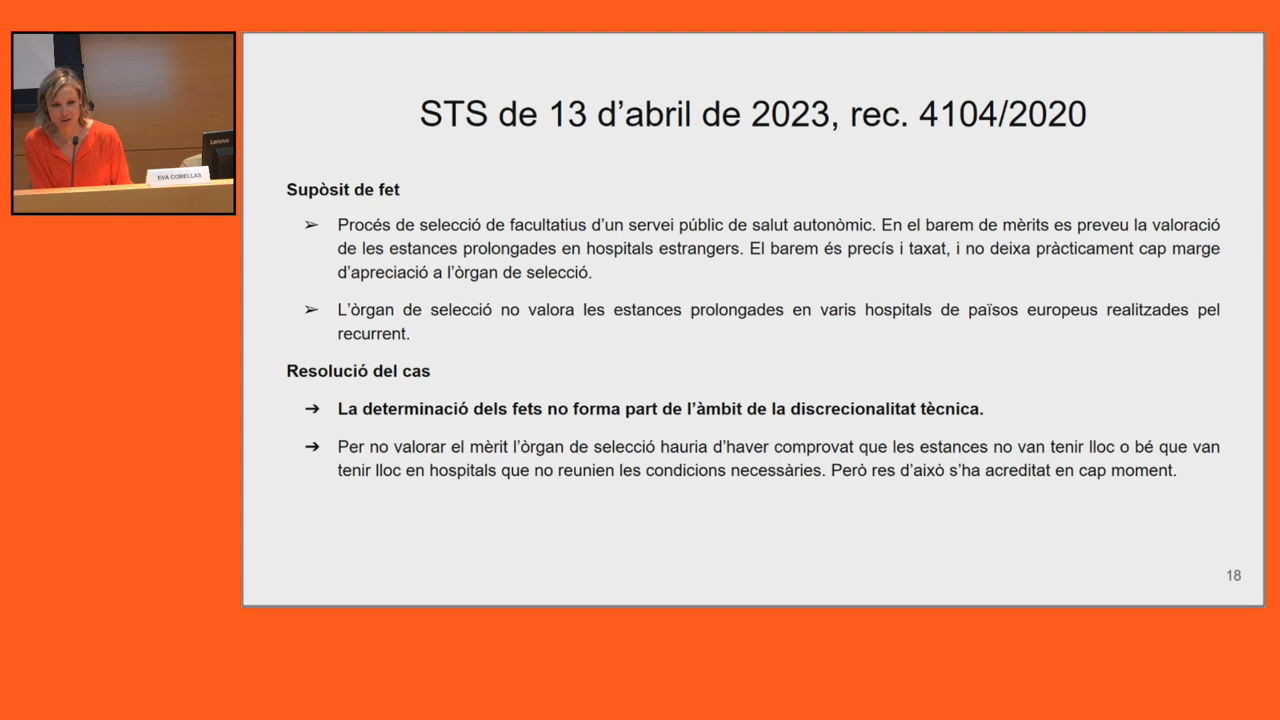 Lenovo
EVA COMELLAS
STS de 13 d’abril de 2023, rec. 4104/2020
Supòsit de fet
➢ Procés de selecció de facultatius d’un servei públic de salut autonòmic. En el barem de mèrits es preveu la valoració
de les estances prolongades en hospitals estrangers. El barem és precís i taxat, i no deixa pràcticament cap marge
d’apreciació a l’òrgan de selecció.
➢ L’òrgan de selecció no valora les estances prolongades en varis hospitals de països europeus realitzades pel
recurrent.
Resolució del cas
➔ La determinació dels fets no forma part de l’àmbit de la discrecionalitat tècnica.
➔ Per no valorar el mèrit l’òrgan de selecció hauria d’haver comprovat que les estances no van tenir lloc o bé que van
tenir lloc en hospitals que no reunien les condicions necessàries. Però res d’això s’ha acreditat en cap moment.
18